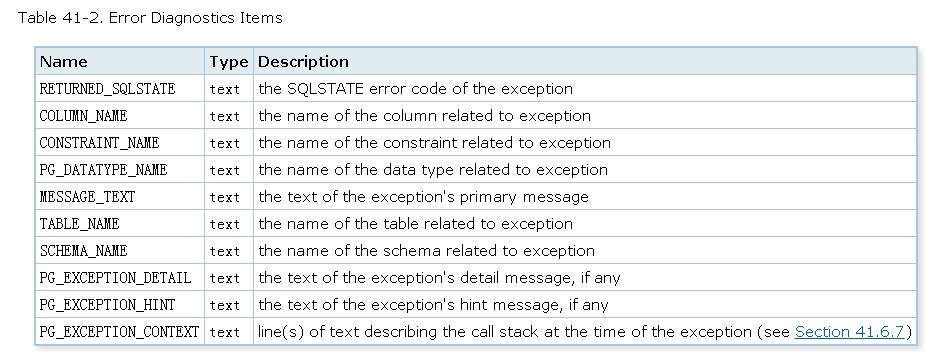 Table 41-2. Error Diagnostics Items
Name Type Description
RETURNED_SQLSTATE text the SQLSTATE error code of the exception
COLUMN_NAME text the name of the column related to exception
CONSTRAINT_NAME text the name of the constraint related to exception
PG_DATATYPE_NAME text the name of the data type related to exception
MESSAGE_TEXT text the text of the exception's primary message
TABLE_NAME text the name of the table related to exception
SCHEMA_NAME text the name of the schema related to exception
PG_EXCEPTION_DETAIL text the text of the exception's detail message, if any
PG_EXCEPTION_HINT text the text of the exception's hint message, if any
PG_EXCEPTION_CONTEXT text line(s) of text describing the call stack at the time of the exception (see Section 41.6.7)